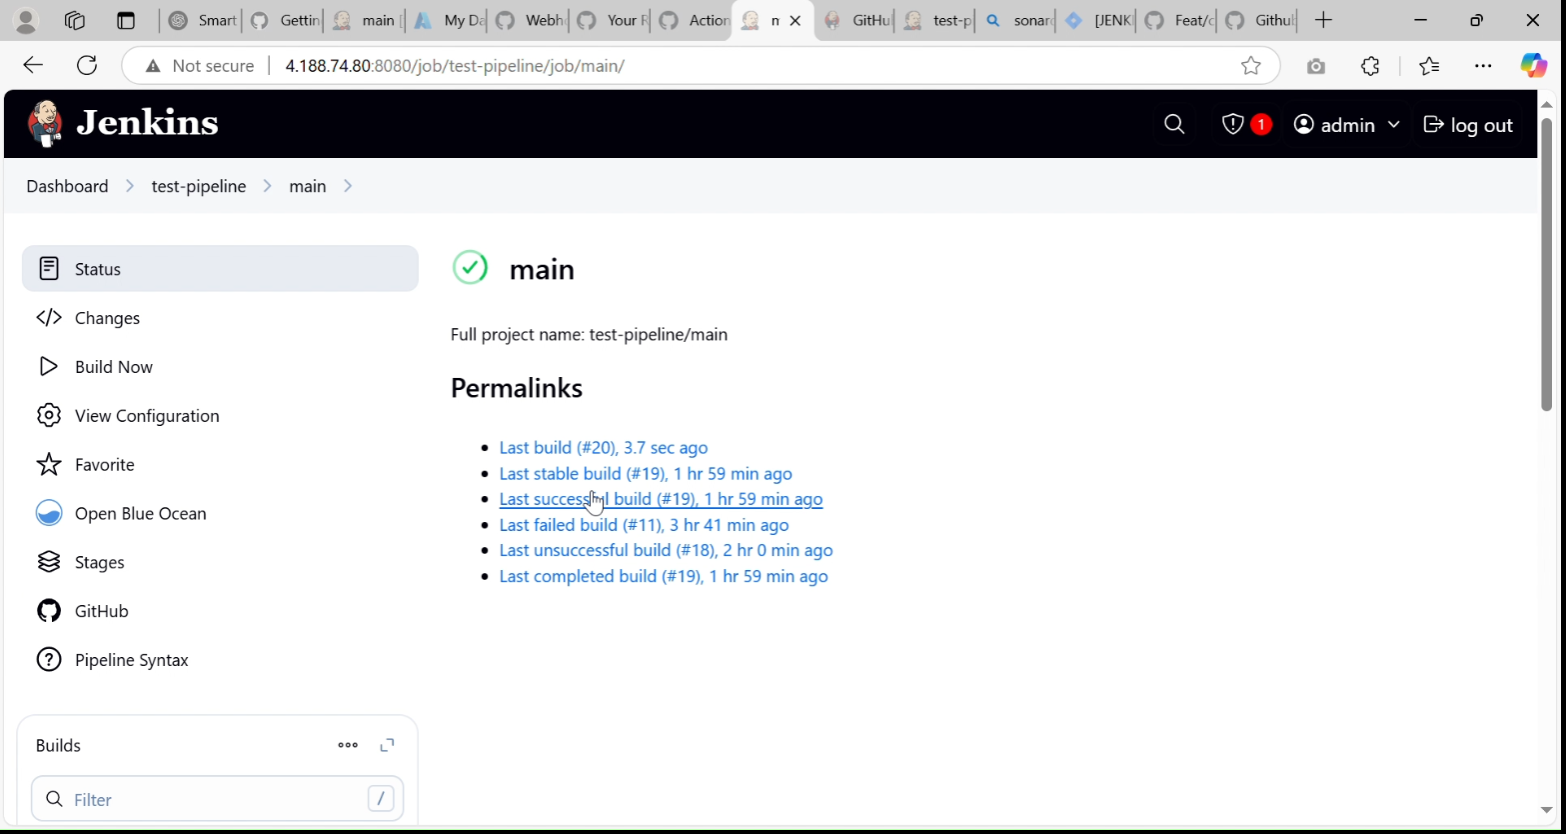 Smart
Gettin
main [
My Da
Webh
Your R
Action
GitHu
test-p
sonar
[JENKI
Feat/c
Githul
Not secure
4.188.74.80:8080/job/test-pipeline/job/main/
Jenkins
1
admin
log out
Dashboard
test-pipeline
main
Status
Changes
Build Now
View Configuration
Favorite
Open Blue Ocean
Stages
GitHub
Pipeline Syntax
Builds
Filter
/
main
Full project name: test-pipeline/main
Permalinks
Last build (#20), 3.7 sec ago
Last stable build (#19), 1 hr 59 min ago
Last successful build (#19), 1 hr 59 min ago
Last failed build (#11), 3 hr 41 min ago
Last unsuccessful build (#18), 2 hr 0 min ago
Last completed build (#19), 1 hr 59 min ago